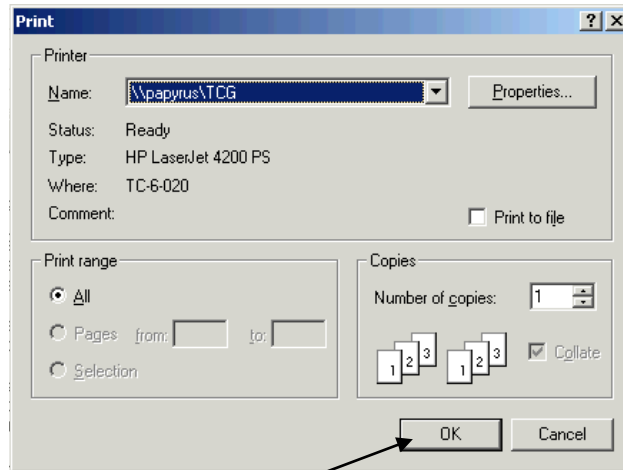 Print
Printer
Name: \\papyrus\TCG Properties...
Status: Ready
Type: HP LaserJet 4200 PS
Where: TC-6-020
Comment: Print to file
Print range
All
Pages from: to:
Selection
Copies
Number of copies: 1
1 2 3 1 2 3 Collate
OK Cancel